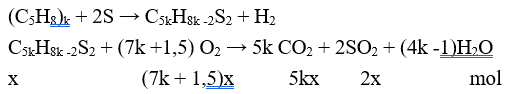 (C₅H₈)ₖ + 2S → C₅ₖH₈ₖ ₋₂S₂ + H₂
C₅ₖH₈ₖ ₋₂S₂ + (7k +1,5) O₂ → 5k CO₂ + 2SO₂ + (4k -1)H₂O
x (7k + 1,5)x 5kx 2x mol